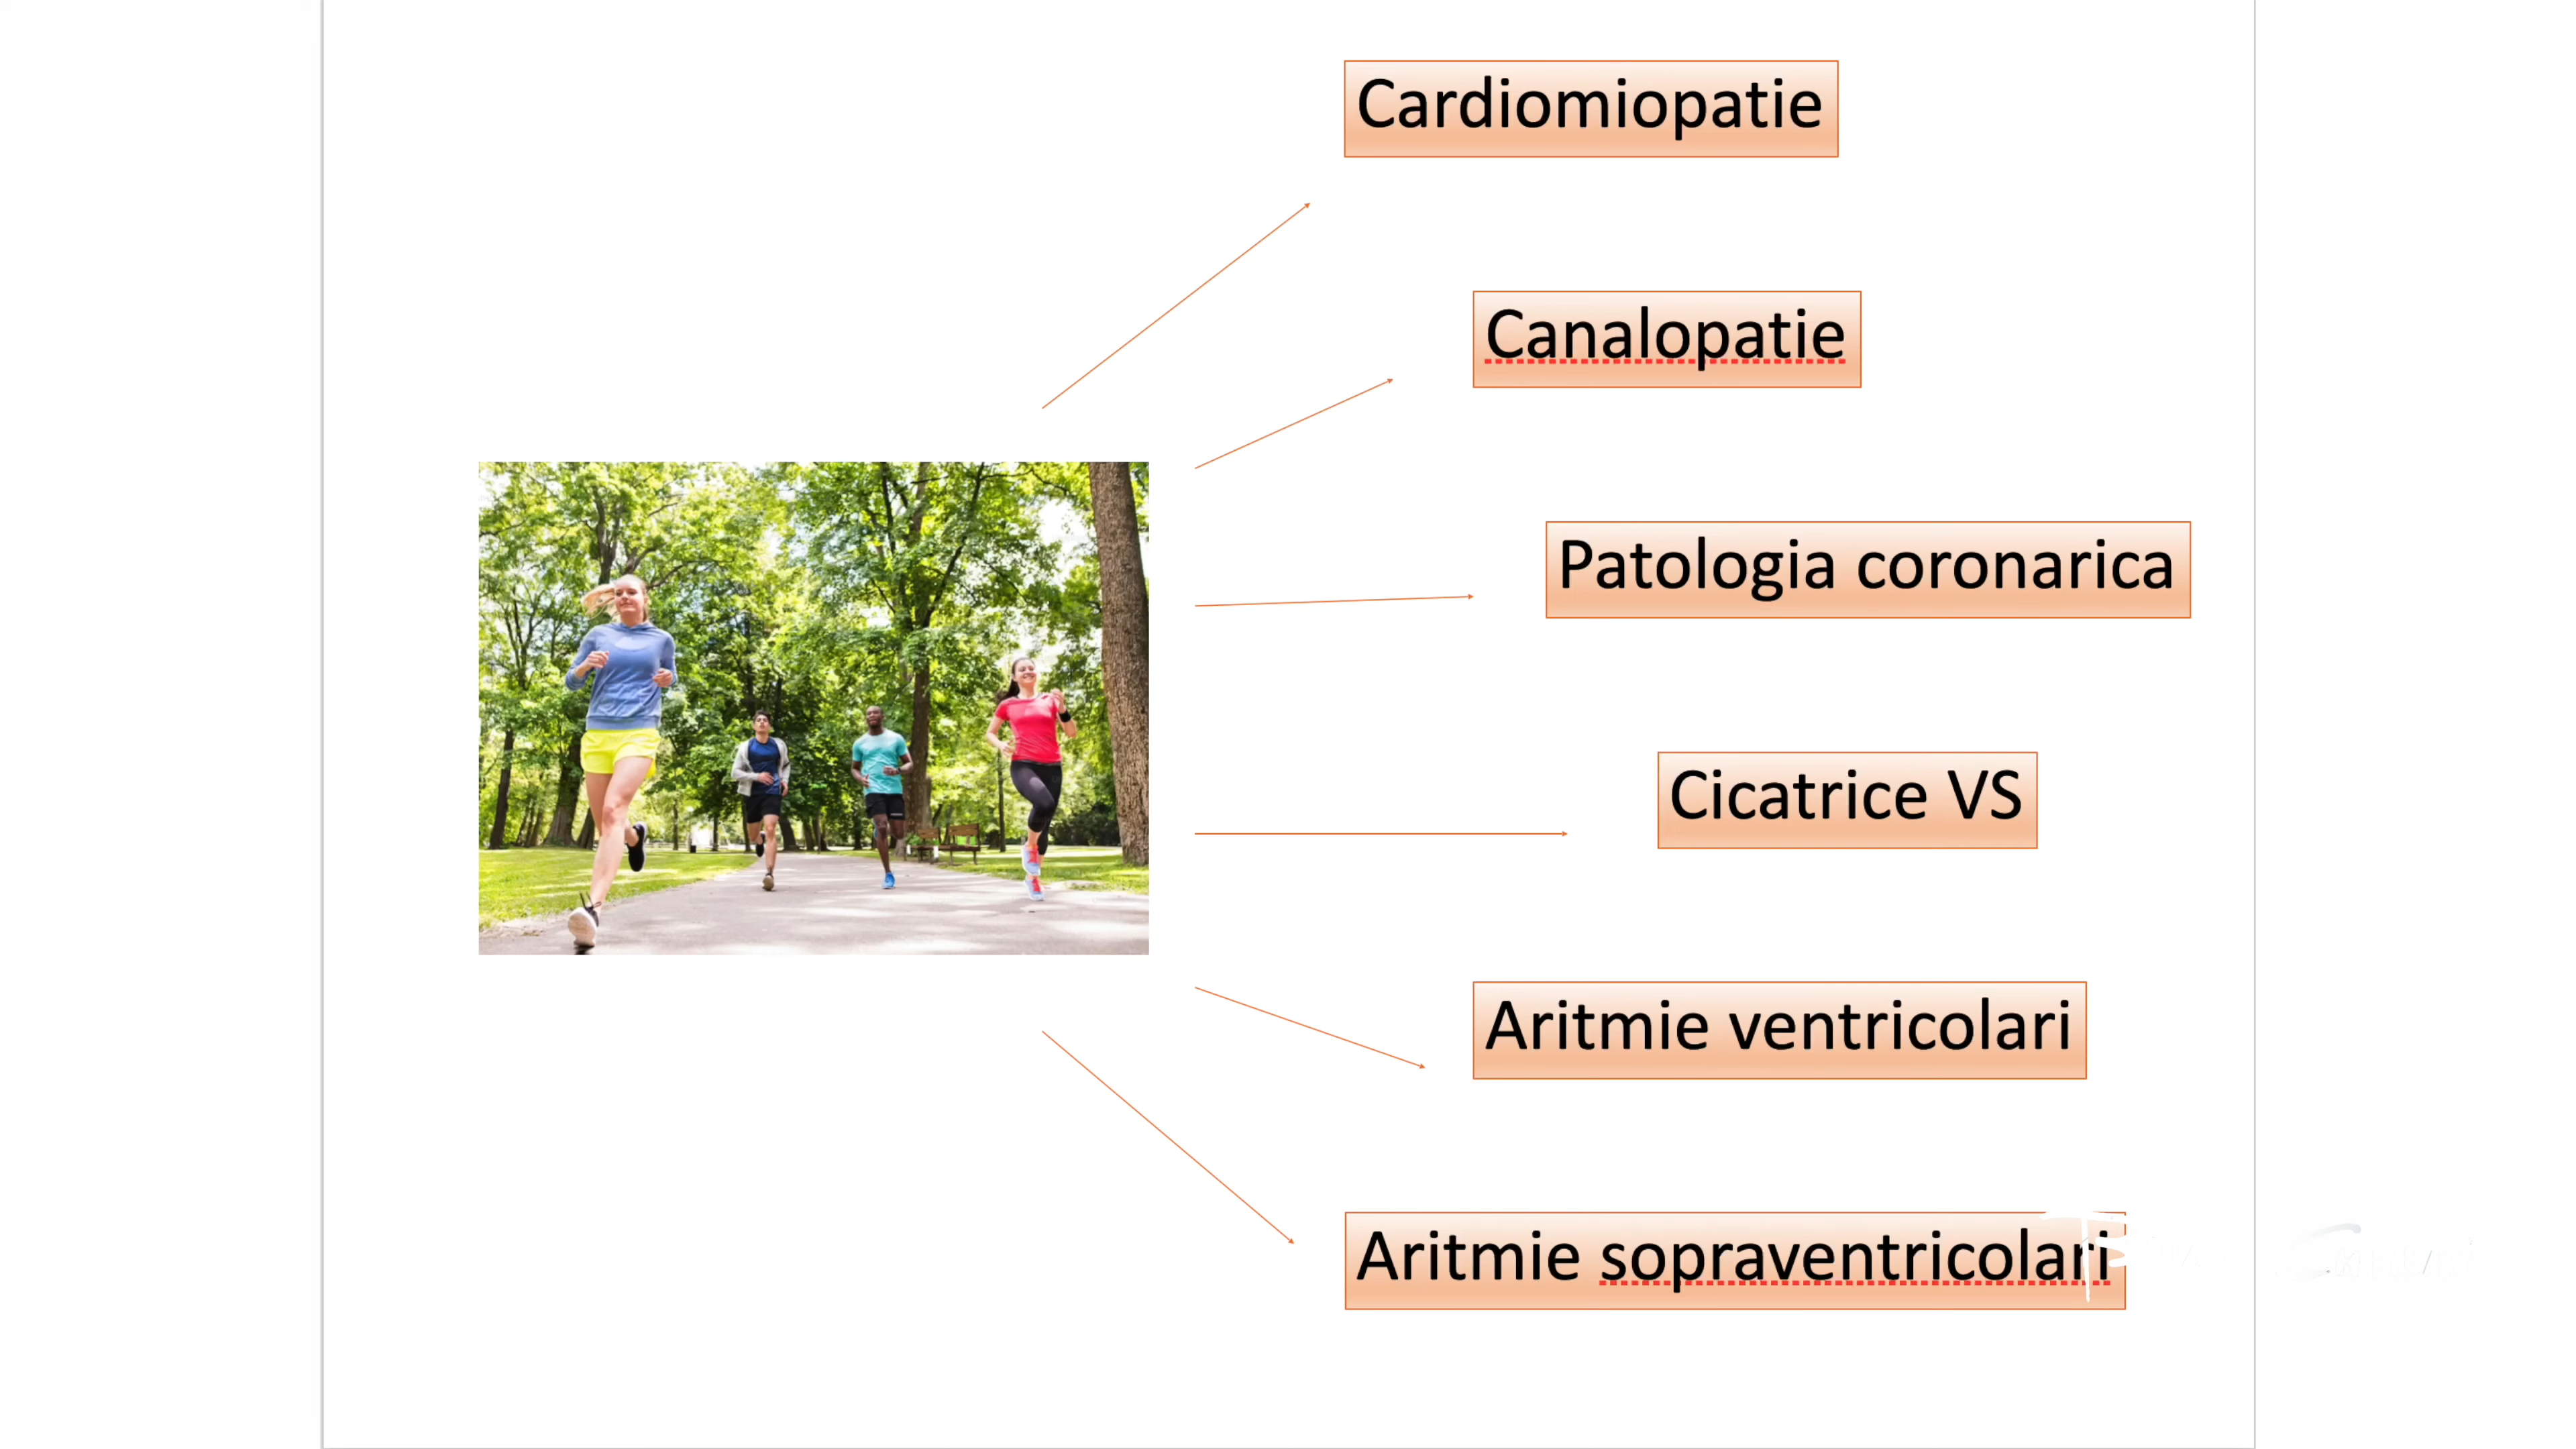 Cardiomiopatie
Canalopatie
Patologia coronarica
Cicatrice VS
Aritmie ventricolari
Aritmie sopraventricolari